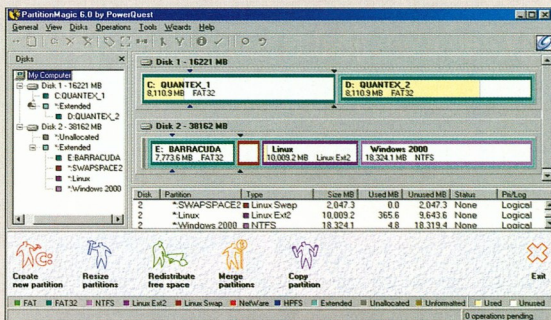 PartitionMagic 6.0 by PowerQuest
General View Disks Operations Tools Wizards Help
Disks
My Computer
Disk 1 - 16221 MB
C:QUANTEX_1
*:Extended
D:QUANTEX_2
Disk 2 - 38162 MB
*:Unallocated
*:Extended
E:BARRACUDA
*:SWAPSPACE2
*:Linux
*:Windows 2000
Disk 1 - 16221 MB
C: QUANTEX_1
8,110.9 MB FAT32
D: QUANTEX_2
8,110.9 MB FAT32
Disk 2 - 38162 MB
E: BARRACUDA
7,773.6 MB FAT32
Linux
10,009.2 MB Linux Ext2
Windows 2000
18,324.1 MB NTFS
Disk Partition Type Size MB Used MB Unused MB Status Pri/Log
2 *:SWAPSPACE2 Linux Swap 2,047.3 0.0 2,047.3 None Logical
2 *:Linux Linux Ext2 10,009.2 365.6 9,643.6 None Logical
2 *:Windows 2000 NTFS 18,324.1 4.8 18,319.4 None Logical
Create new partition
Resize partitions
Redistribute free space
Merge partitions
Copy partition
Exit
FAT FAT32 NTFS Linux Ext2 Linux Swap NetWare HPFS Extended Unallocated Unformatted Used Unused
0 operations pending